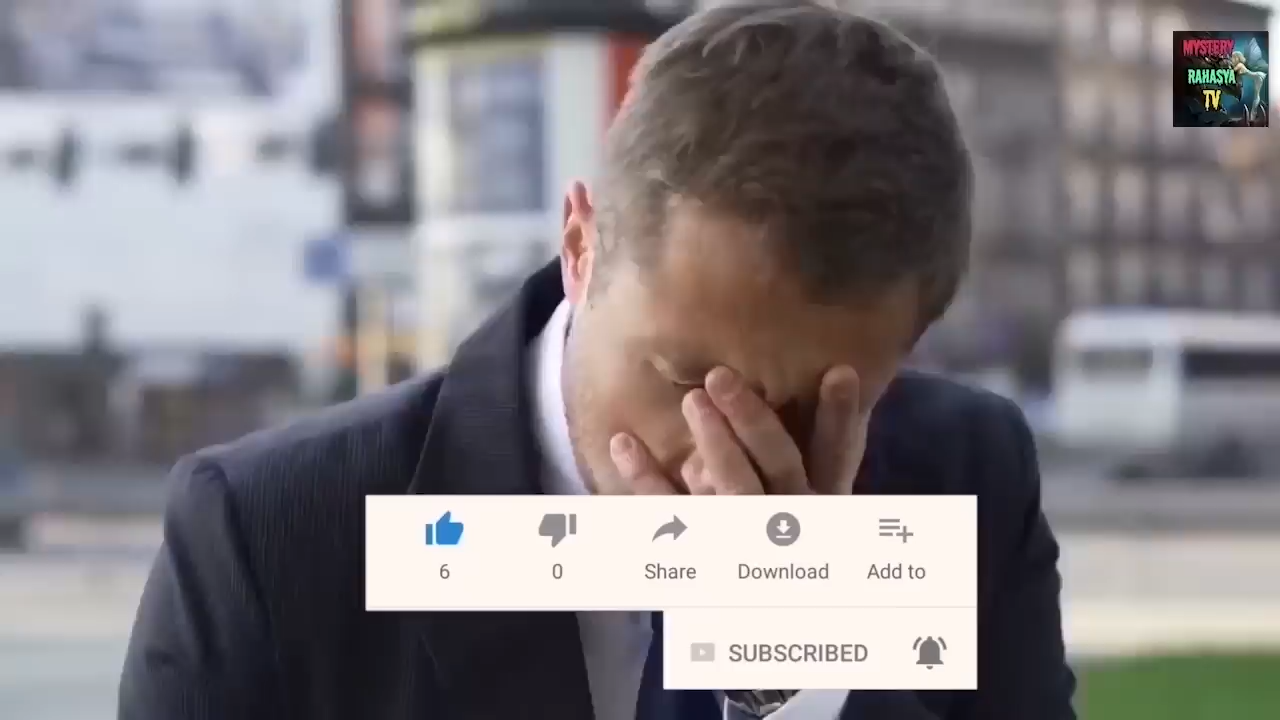 MYSTERY
RAHASYA
TV
6 0 Share Download Add to
SUBSCRIBED